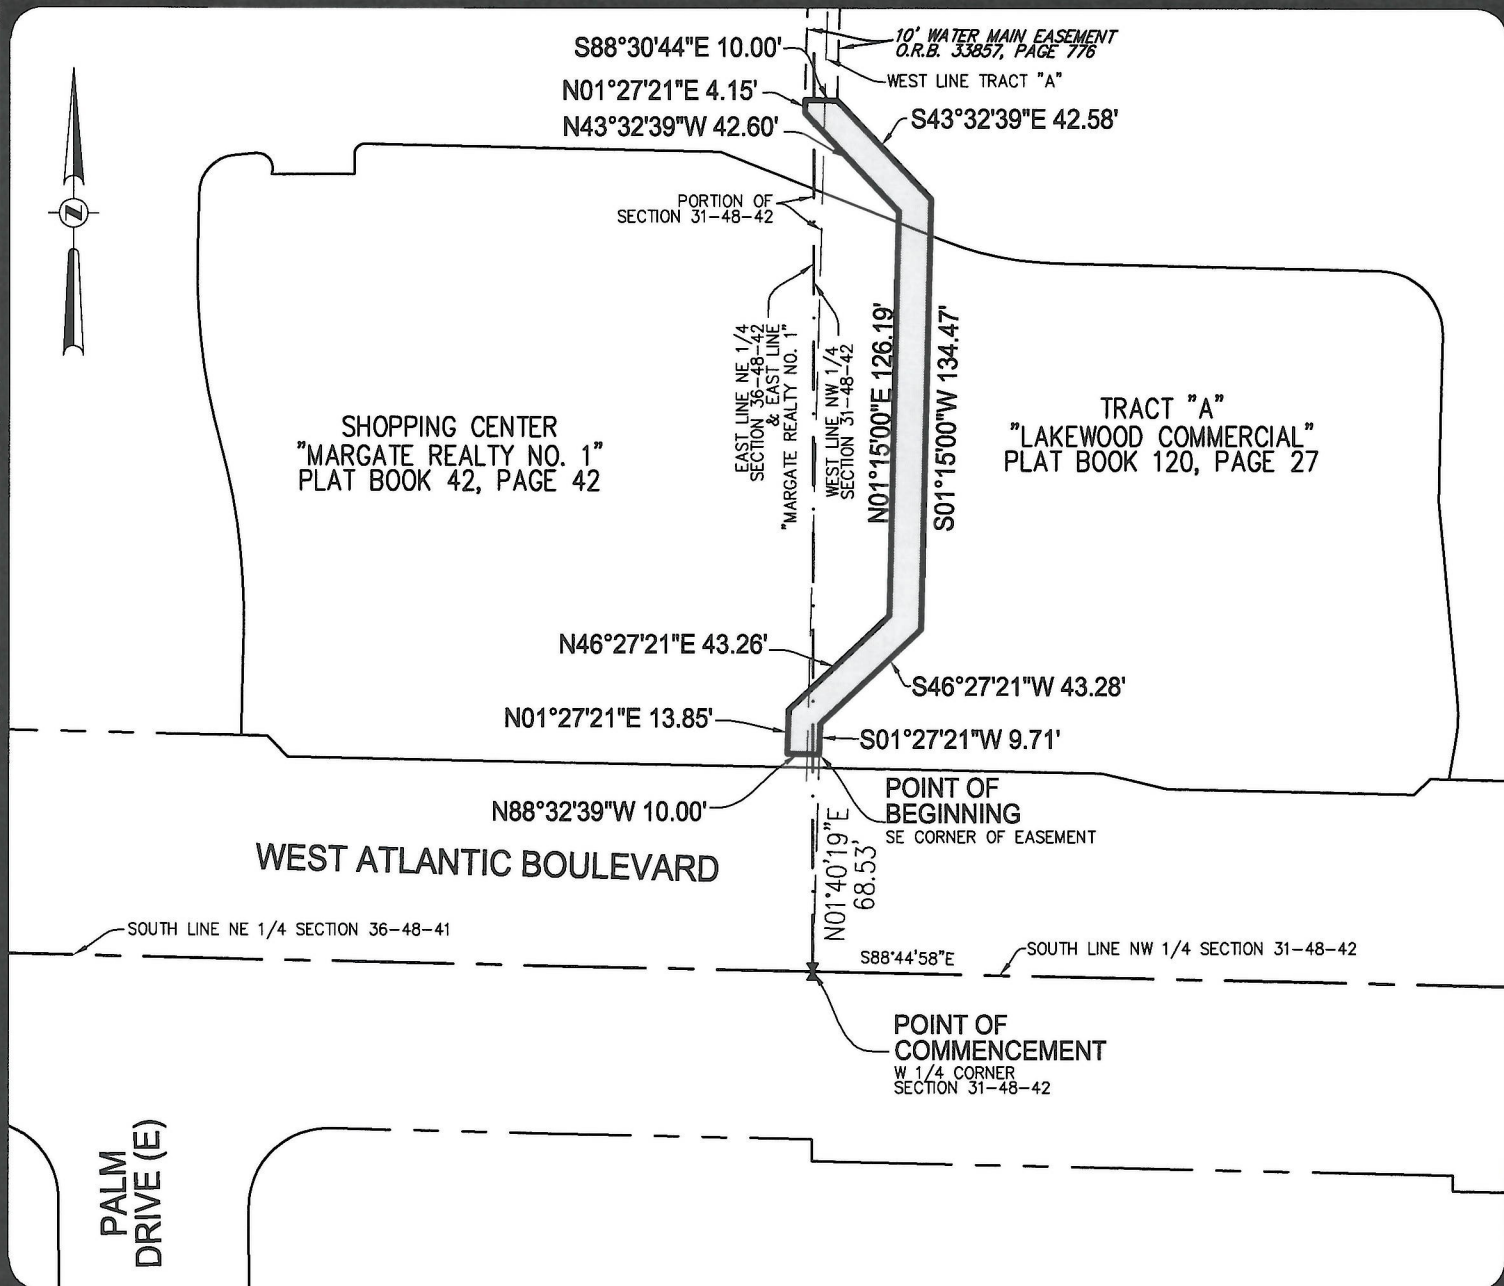 10' WATER MAIN EASEMENT
O.R.B. 33857, PAGE 776
S88°30'44"E 10.00'
WEST LINE TRACT "A"
N01°27'21"E 4.15'
S43°32'39"E 42.58'
N43°32'39"W 42.60'
Z
PORTION OF
SECTION 31-48-42
EAST LINE NE 1/4
SECTION 36-48-42
& EAST LINE
"MARGATE REALTY NO. 1"
WEST LINE NW 1/4
SECTION 31-48-42
N01°15'00"E 126.19'
S01°15'00"W 134.47'
SHOPPING CENTER
"MARGATE REALTY NO. 1"
PLAT BOOK 42, PAGE 42
TRACT "A"
"LAKEWOOD COMMERCIAL"
PLAT BOOK 120, PAGE 27
N46°27'21"E 43.26'
S46°27'21"W 43.28'
N01°27'21"E 13.85'
S01°27'21"W 9.71'
N88°32'39"W 10.00'
POINT OF
BEGINNING
SE CORNER OF EASEMENT
N01°40'19"E
68.53'
WEST ATLANTIC BOULEVARD
SOUTH LINE NE 1/4 SECTION 36-48-41
S88°44'58"E
SOUTH LINE NW 1/4 SECTION 31-48-42
POINT OF
COMMENCEMENT
W 1/4 CORNER
SECTION 31-48-42
PALM
DRIVE (E)